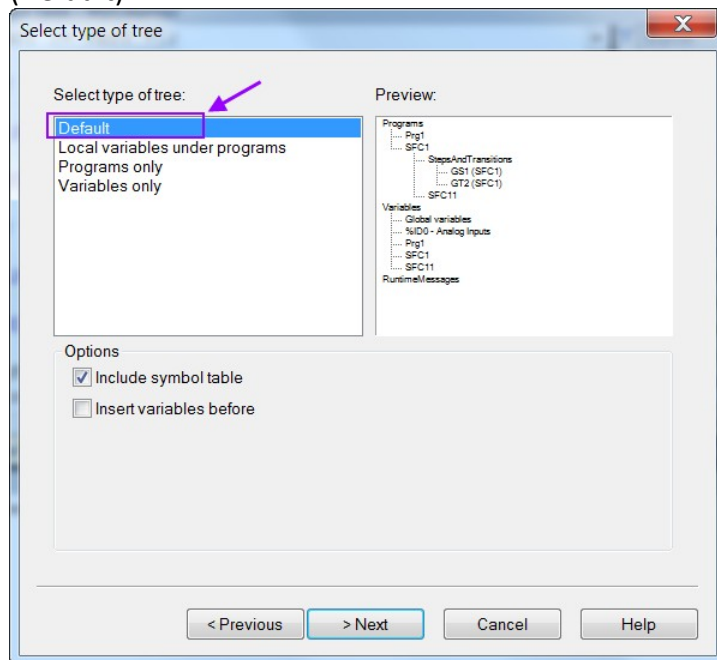 Select type of tree
Select type of tree:
Default
Local variables under programs
Programs only
Variables only
Preview:
Programs
Prg1
SFC1
StepsAndTransitions
GS1 (SFC1)
GT2 (SFC1)
SFC11
Variables
Global variables
%ID0 - Analog Inputs
Prg1
SFC1
SFC11
RuntimeMessages
Options
Include symbol table
Insert variables before
< Previous
> Next
Cancel
Help